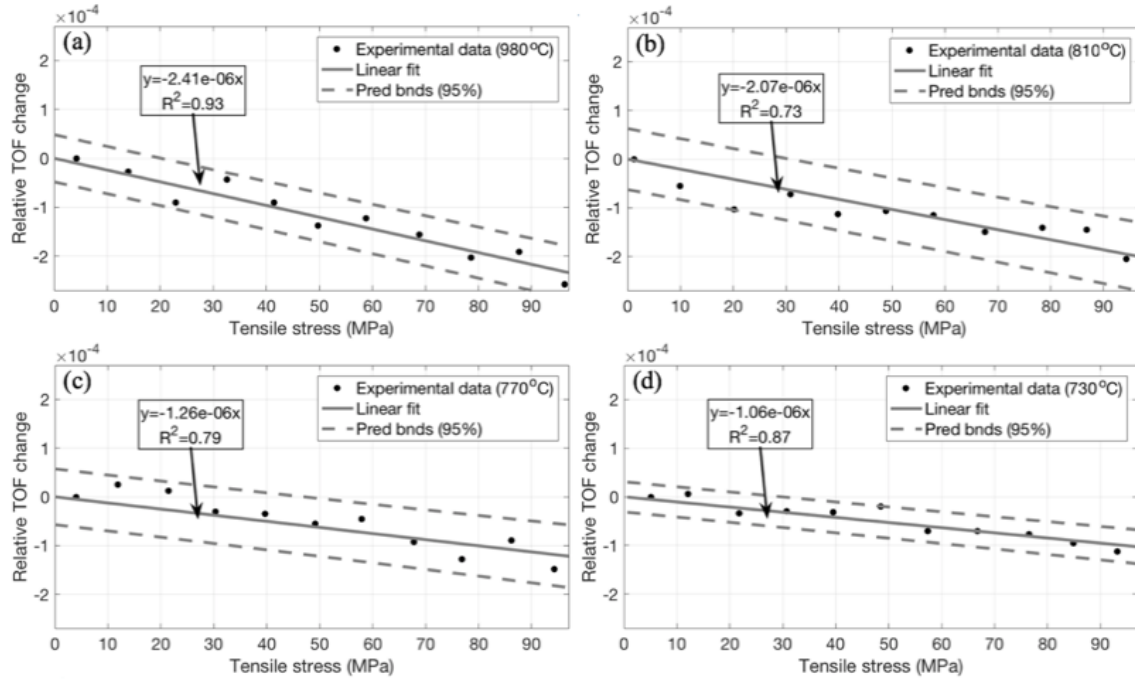 ×10⁻⁴
(a)
Experimental data (980°C)
Linear fit
Pred bnds (95%)
y=-2.41e-06x
R²=0.93
2
1
0
-1
-2
Relative TOF change
0 10 20 30 40 50 60 70 80 90
Tensile stress (MPa)
×10⁻⁴
(b)
Experimental data (810°C)
Linear fit
Pred bnds (95%)
y=-2.07e-06x
R²=0.73
2
1
0
-1
-2
Relative TOF change
0 10 20 30 40 50 60 70 80 90
Tensile stress (MPa)
×10⁻⁴
(c)
Experimental data (770°C)
Linear fit
Pred bnds (95%)
y=-1.26e-06x
R²=0.79
2
1
0
-1
-2
Relative TOF change
0 10 20 30 40 50 60 70 80 90
Tensile stress (MPa)
×10⁻⁴
(d)
Experimental data (730°C)
Linear fit
Pred bnds (95%)
y=-1.06e-06x
R²=0.87
2
1
0
-1
-2
Relative TOF change
0 10 20 30 40 50 60 70 80 90
Tensile stress (MPa)